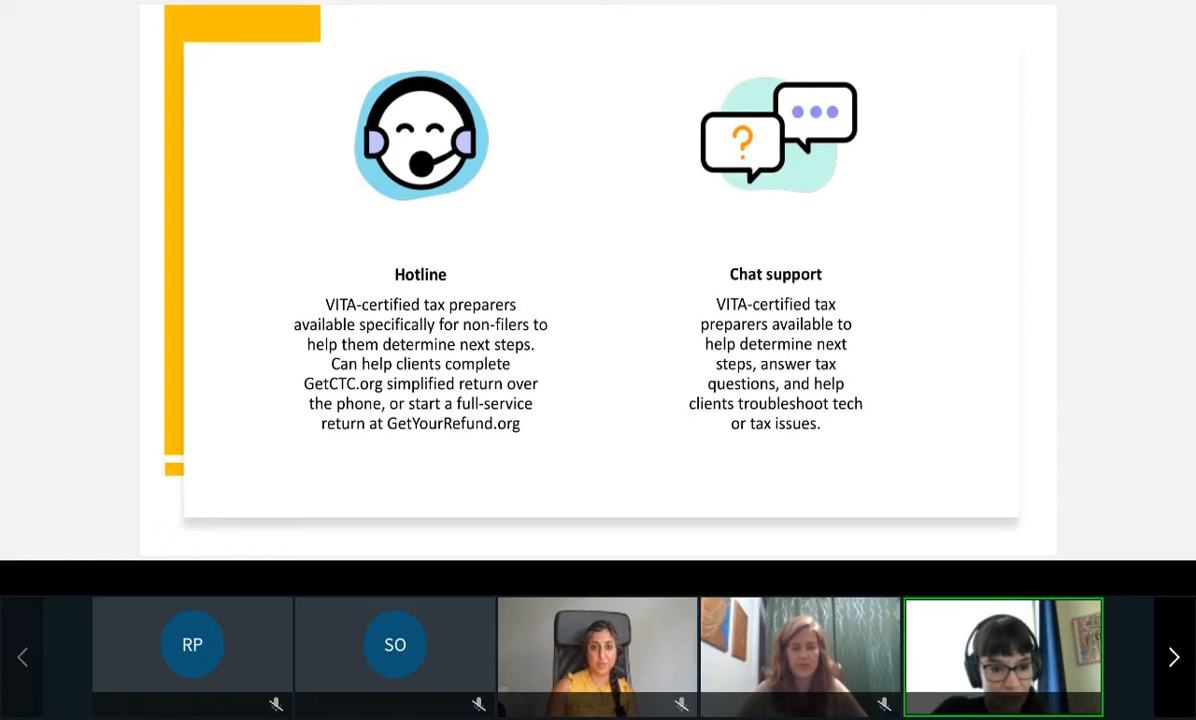 ?
Hotline
VITA-certified tax preparers
available specifically for non-filers to
help them determine next steps.
Can help clients complete
GetCTC.org simplified return over
the phone, or start a full-service
return at GetYourRefund.org
Chat support
VITA-certified tax
preparers available to
help determine next
steps, answer tax
questions, and help
clients troubleshoot tech
or tax issues.
RP
SO